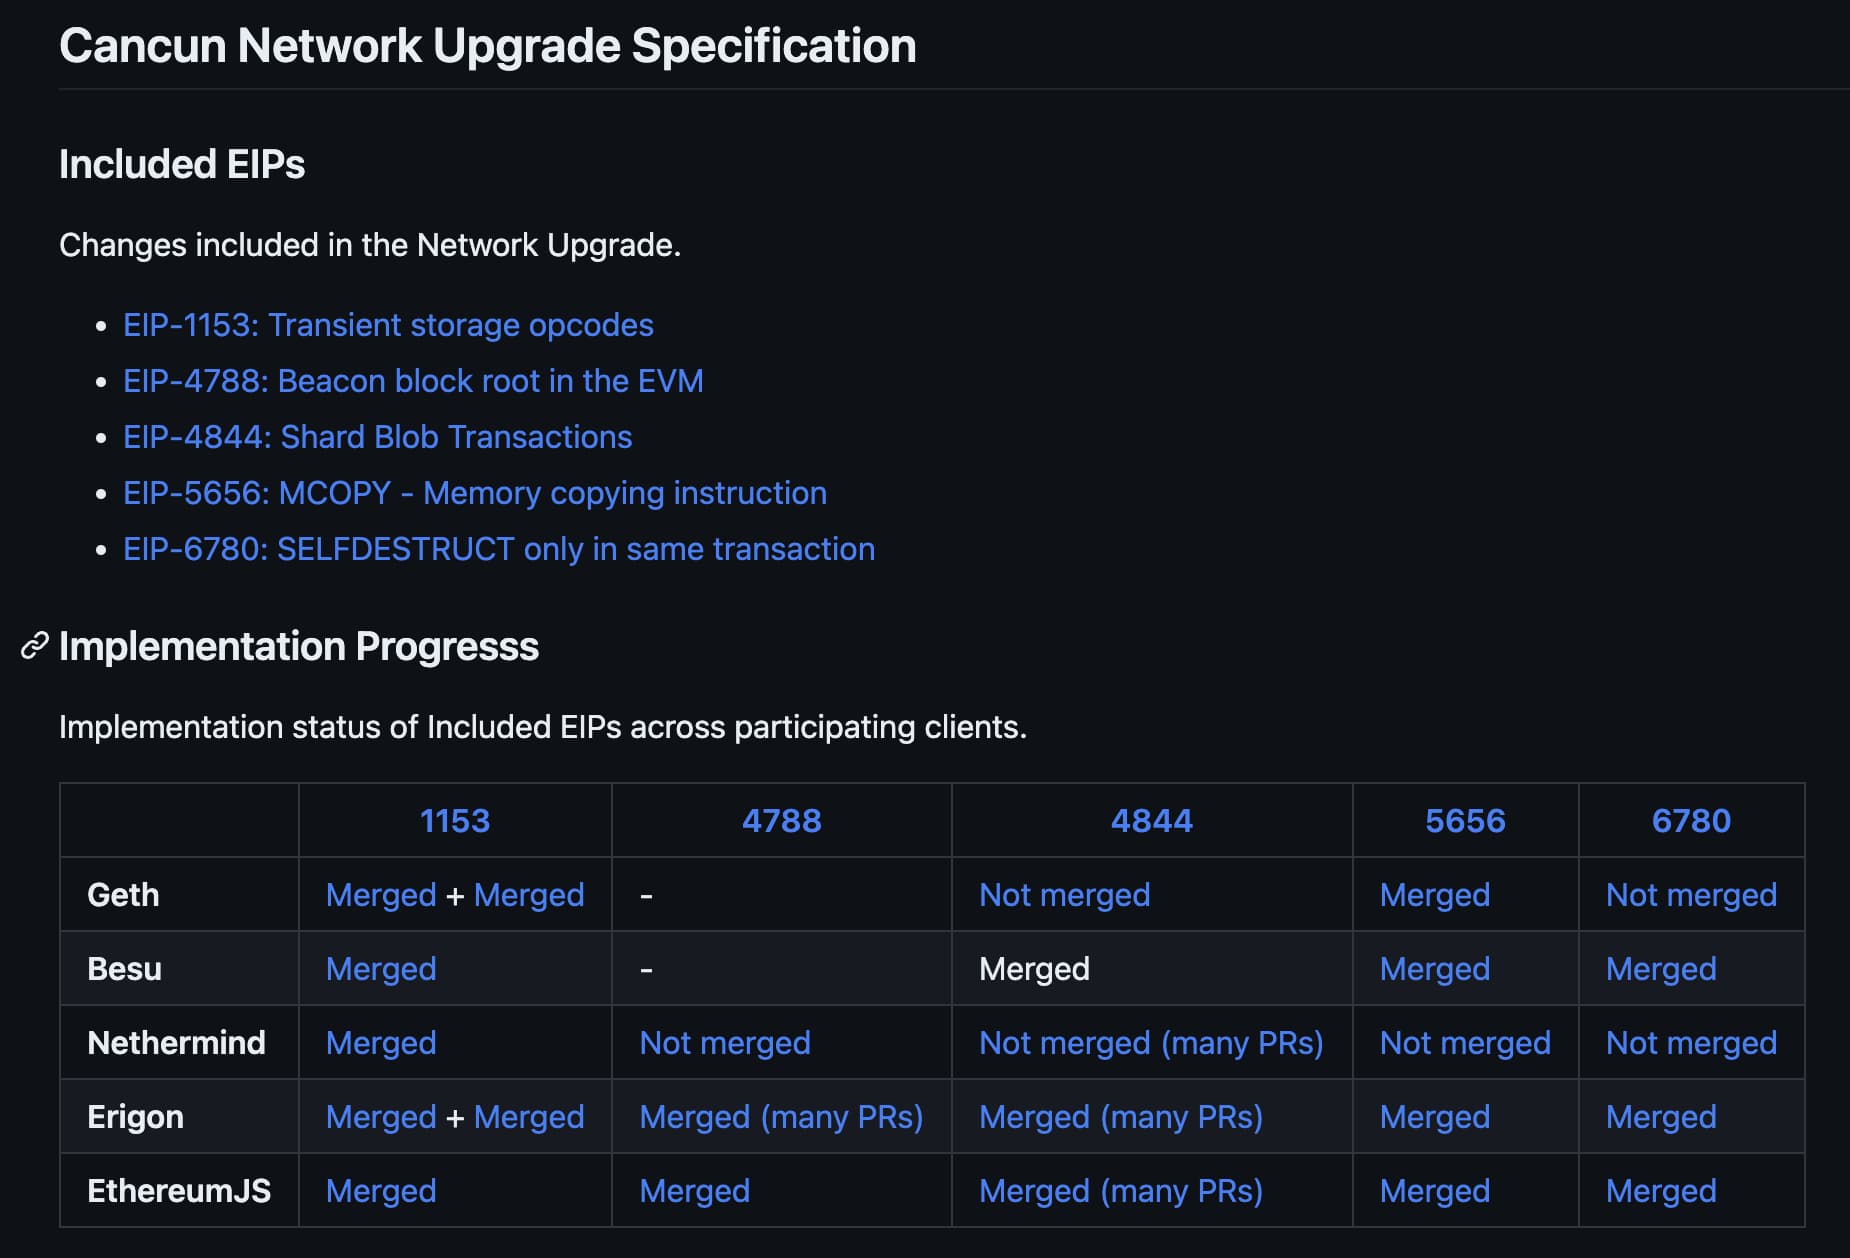 Cancun Network Upgrade Specification
Included EIPs
Changes included in the Network Upgrade.
• EIP-1153: Transient storage opcodes
• EIP-4788: Beacon block root in the EVM
• EIP-4844: Shard Blob Transactions
• EIP-5656: MCOPY - Memory copying instruction
• EIP-6780: SELFDESTRUCT only in same transaction
Implementation Progresss
Implementation status of Included EIPs across participating clients.
1153 4788 4844 5656 6780
Geth Merged + Merged - Not merged Merged Not merged
Besu Merged - Merged Merged Merged
Nethermind Merged Not merged Not merged (many PRs) Not merged Not merged
Erigon Merged + Merged Merged (many PRs) Merged (many PRs) Merged Merged
EthereumJS Merged Merged Merged (many PRs) Merged Merged